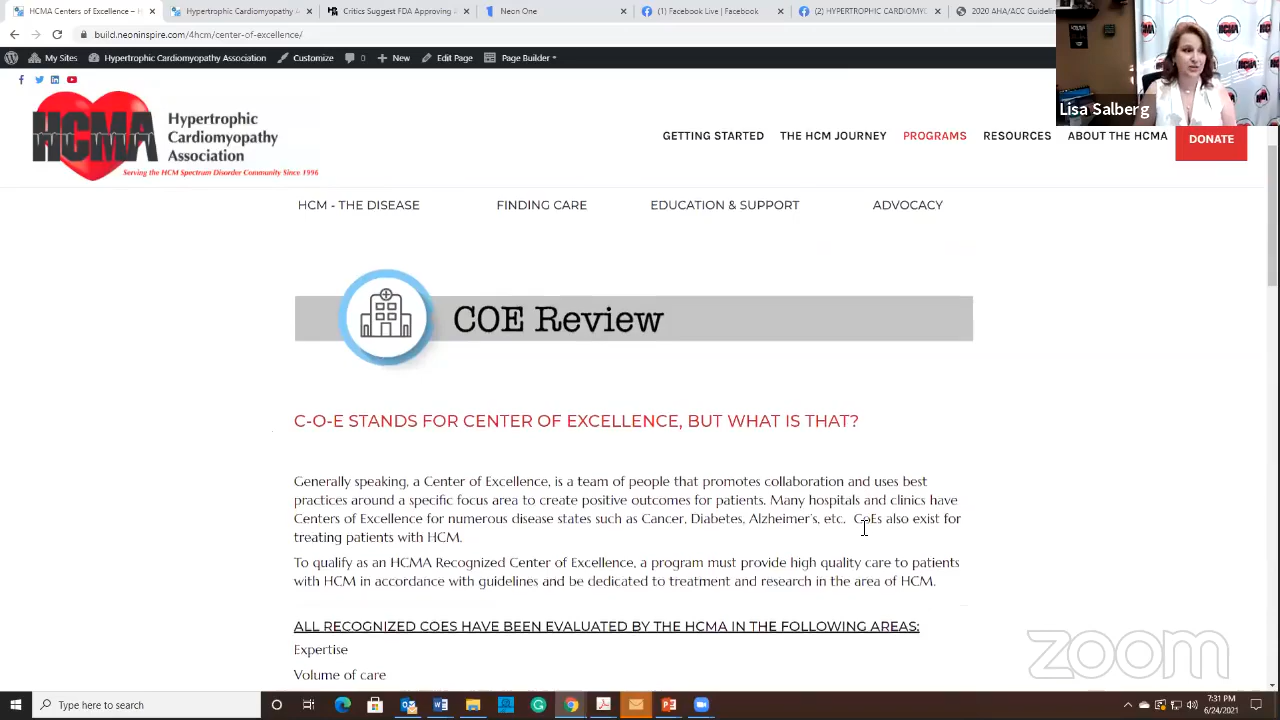 HCMA Centers of Excellence -
Integrated Patient Journey - Hyp
Critics Support FDA Approving A
Neon One
Facebook Live | Facebook
(2) HYPERTROPHIC CARDIOMYC
2020 AHA/ACC Guidelin
build.neoninspire.com/4hcm/center-of-excellence/
My Sites
Hypertrophic Cardiomyopathy Association
Customize
0
New
Edit Page
Page Builder
Lisa Salberg
HCMA
Hypertrophic
Cardiomyopathy
Association
Serving the HCM Spectrum Disorder Community Since 1996
GETTING STARTED
THE HCM JOURNEY
PROGRAMS
RESOURCES
ABOUT THE HCMA
DONATE
HCM - THE DISEASE
FINDING CARE
EDUCATION & SUPPORT
ADVOCACY
COE Review
C-O-E STANDS FOR CENTER OF EXCELLENCE, BUT WHAT IS THAT?
Generally speaking, a Center of Excellence, is a team of people that promotes collaboration and uses best
practices around a specific focus area to create positive outcomes for patients. Many hospitals and clinics have
Centers of Excellence for numerous disease states such as Cancer, Diabetes, Alzheimer's, etc. CoEs also exist for
treating patients with HCM.
To qualify as an HCMA Recognized Center of Excellence, a program must provide high quality care to patients
with HCM in accordance with guidelines and be dedicated to treatment and research in the area of HCM.
ALL RECOGNIZED COES HAVE BEEN EVALUATED BY THE HCMA IN THE FOLLOWING AREAS:
Expertise
Volume of care
zoom
Type here to search
7:31 PM
6/24/2021